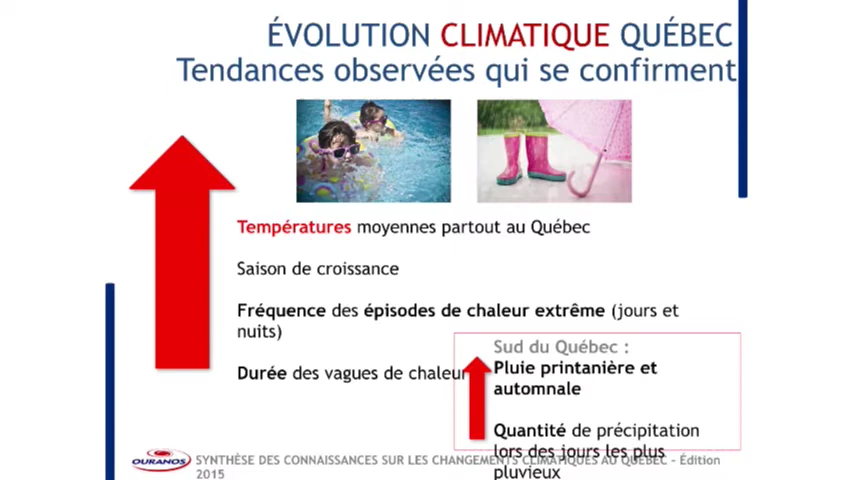 ÉVOLUTION CLIMATIQUE QUÉBEC
Tendances observées qui se confirment
Températures moyennes partout au Québec
Saison de croissance
Fréquence des épisodes de chaleur extrême (jours et
nuits)
Durée des vagues de chaleur
Sud du Québec :
Pluie printanière et
automnale
Quantité de précipitation
lors des jours les plus
pluvieux
OURANOS
SYNTHÈSE DES CONNAISSANCES SUR LES CHANGEMENTS CLIMATIQUES AU QUÉBEC – Édition
2015